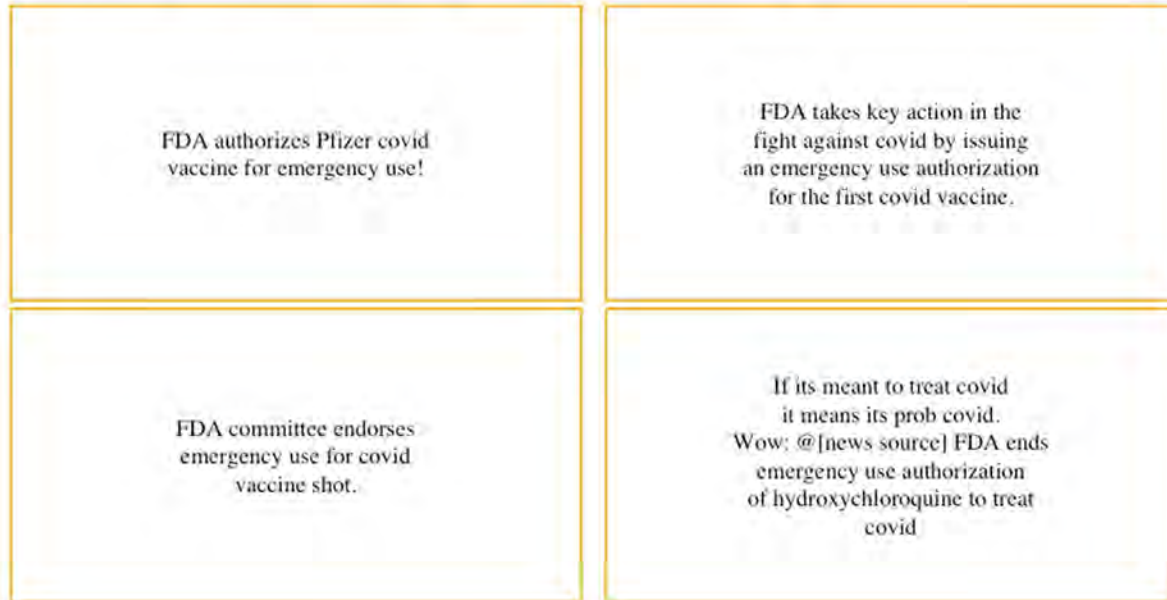 FDA authorizes Pfizer covid
vaccine for emergency use!
FDA takes key action in the
fight against covid by issuing
an emergency use authorization
for the first covid vaccine.
FDA committee endorses
emergency use for covid
vaccine shot.
If its meant to treat covid
it means its prob covid.
Wow: @[news source] FDA ends
emergency use authorization
of hydroxychloroquine to treat
covid